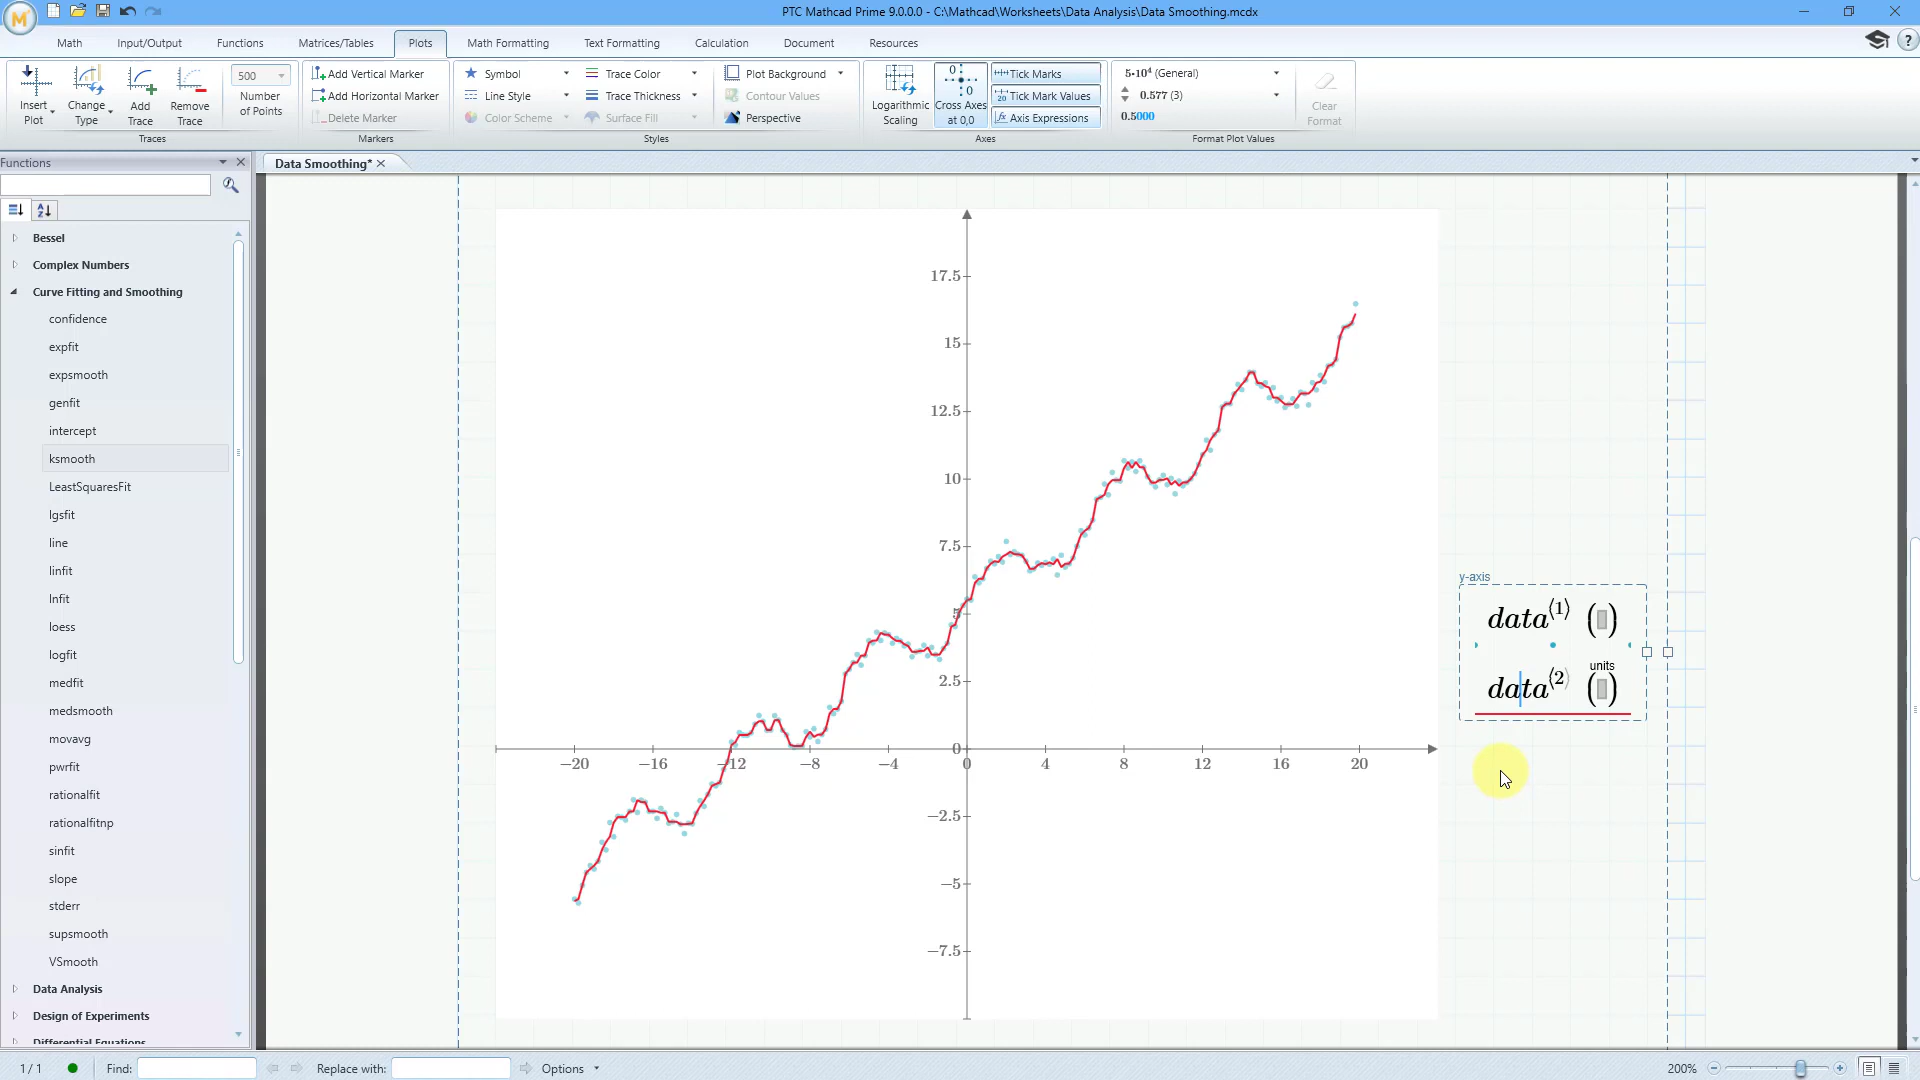 PTC Mathcad Prime 9.0.0.0 - C:\Mathcad\Worksheets\Data Analysis\Data Smoothing.mcdx
Math Input/Output Functions Matrices/Tables Plots Math Formatting Text Formatting Calculation Document Resources
Insert Plot
Change Type
Add Trace
Remove Trace
500
Number of Points
Traces
Add Vertical Marker
Add Horizontal Marker
Delete Marker
Markers
Symbol
Line Style
Color Scheme
Trace Color
Trace Thickness
Surface Fill
Plot Background
Contour Values
Perspective
Styles
Logarithmic Scaling
Cross Axes at 0,0
Tick Marks
Tick Mark Values
Axis Expressions
Axes
5·10⁴ (General)
0.577 (3)
0.5000
Clear Format
Format Plot Values
Functions
Data Smoothing*
Bessel
Complex Numbers
Curve Fitting and Smoothing
confidence
expfit
expsmooth
genfit
intercept
ksmooth
LeastSquaresFit
lgsfit
line
linfit
lnfit
loess
logfit
medfit
medsmooth
movavg
pwrfit
rationalfit
rationalfitnp
sinfit
slope
stderr
supsmooth
VSmooth
Data Analysis
Design of Experiments
Differential Equations
17.5
15
12.5
10
7.5
5
2.5
0
−2.5
−5
−7.5
−20 −16 −12 −8 −4 0 4 8 12 16 20
y-axis
data⟨1⟩ ()
units
data⟨2⟩ ()
1 / 1 Find: Replace with: Options 200%